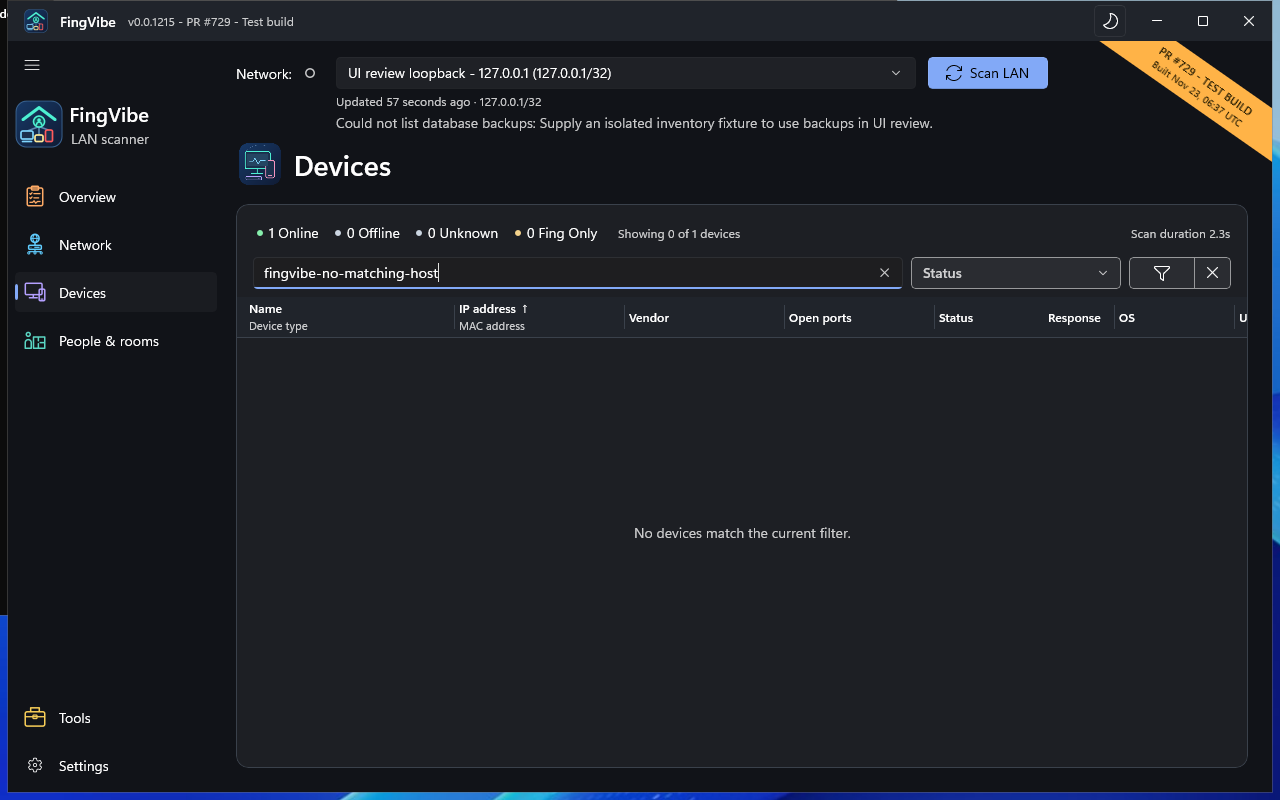 FingVibe v0.0.1215 - PR #729 - Test build
PR #729 - TEST BUILD
Built Nov 23, 06:37 UTC
FingVibe
LAN scanner
Overview
Network
Devices
People & rooms
Tools
Settings
Network:
UI review loopback - 127.0.0.1 (127.0.0.1/32)
Scan LAN
Updated 57 seconds ago · 127.0.0.1/32
Could not list database backups: Supply an isolated inventory fixture to use backups in UI review.
Devices
1 Online 0 Offline 0 Unknown 0 Fing Only Showing 0 of 1 devices Scan duration 2.3s
fingvibe-no-matching-host Status
Name IP address ↑ Vendor Open ports Status Response OS U
Device type MAC address
No devices match the current filter.